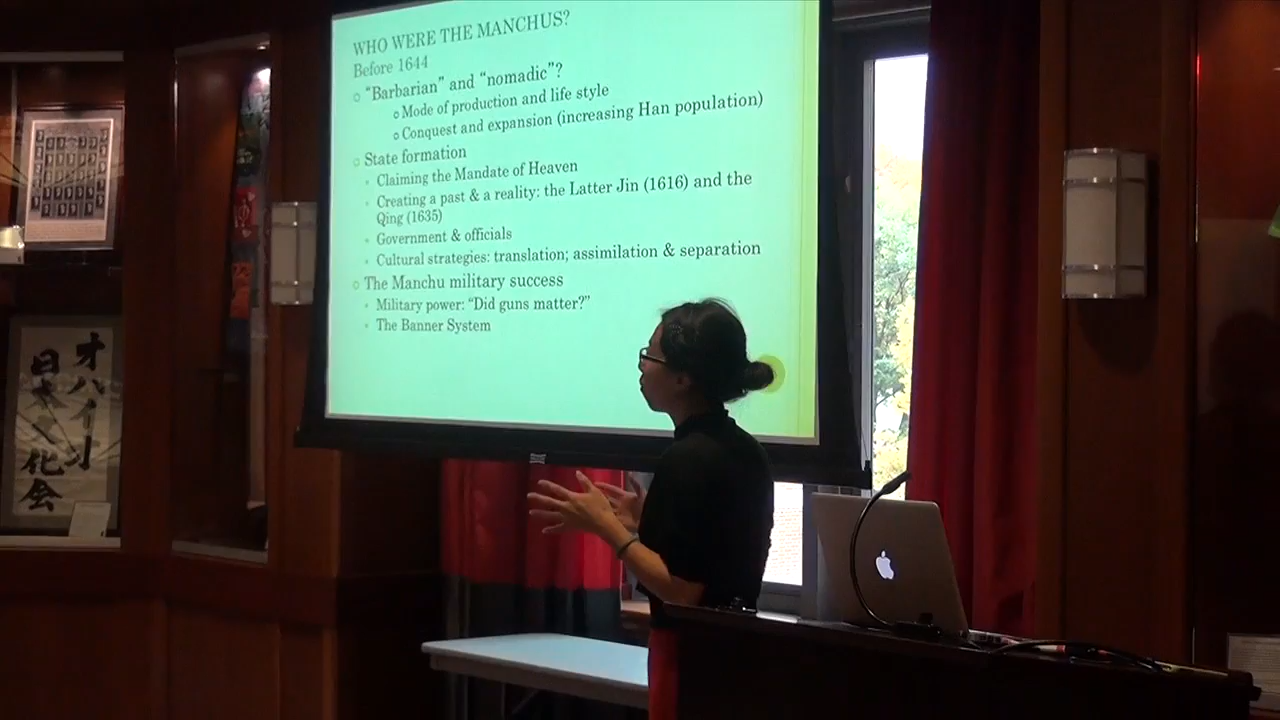 WHO WERE THE MANCHUS?
Before 1644
"Barbarian" and "nomadic"?
Mode of production and life style
Conquest and expansion (increasing Han population)
State formation
Claiming the Mandate of Heaven
Creating a past & a reality: the Latter Jin (1616) and the
Qing (1635)
Government & officials
Cultural strategies: translation; assimilation & separation
The Manchu military success
Military power: "Did guns matter?"
The Banner System
オハイオ
日本文化会